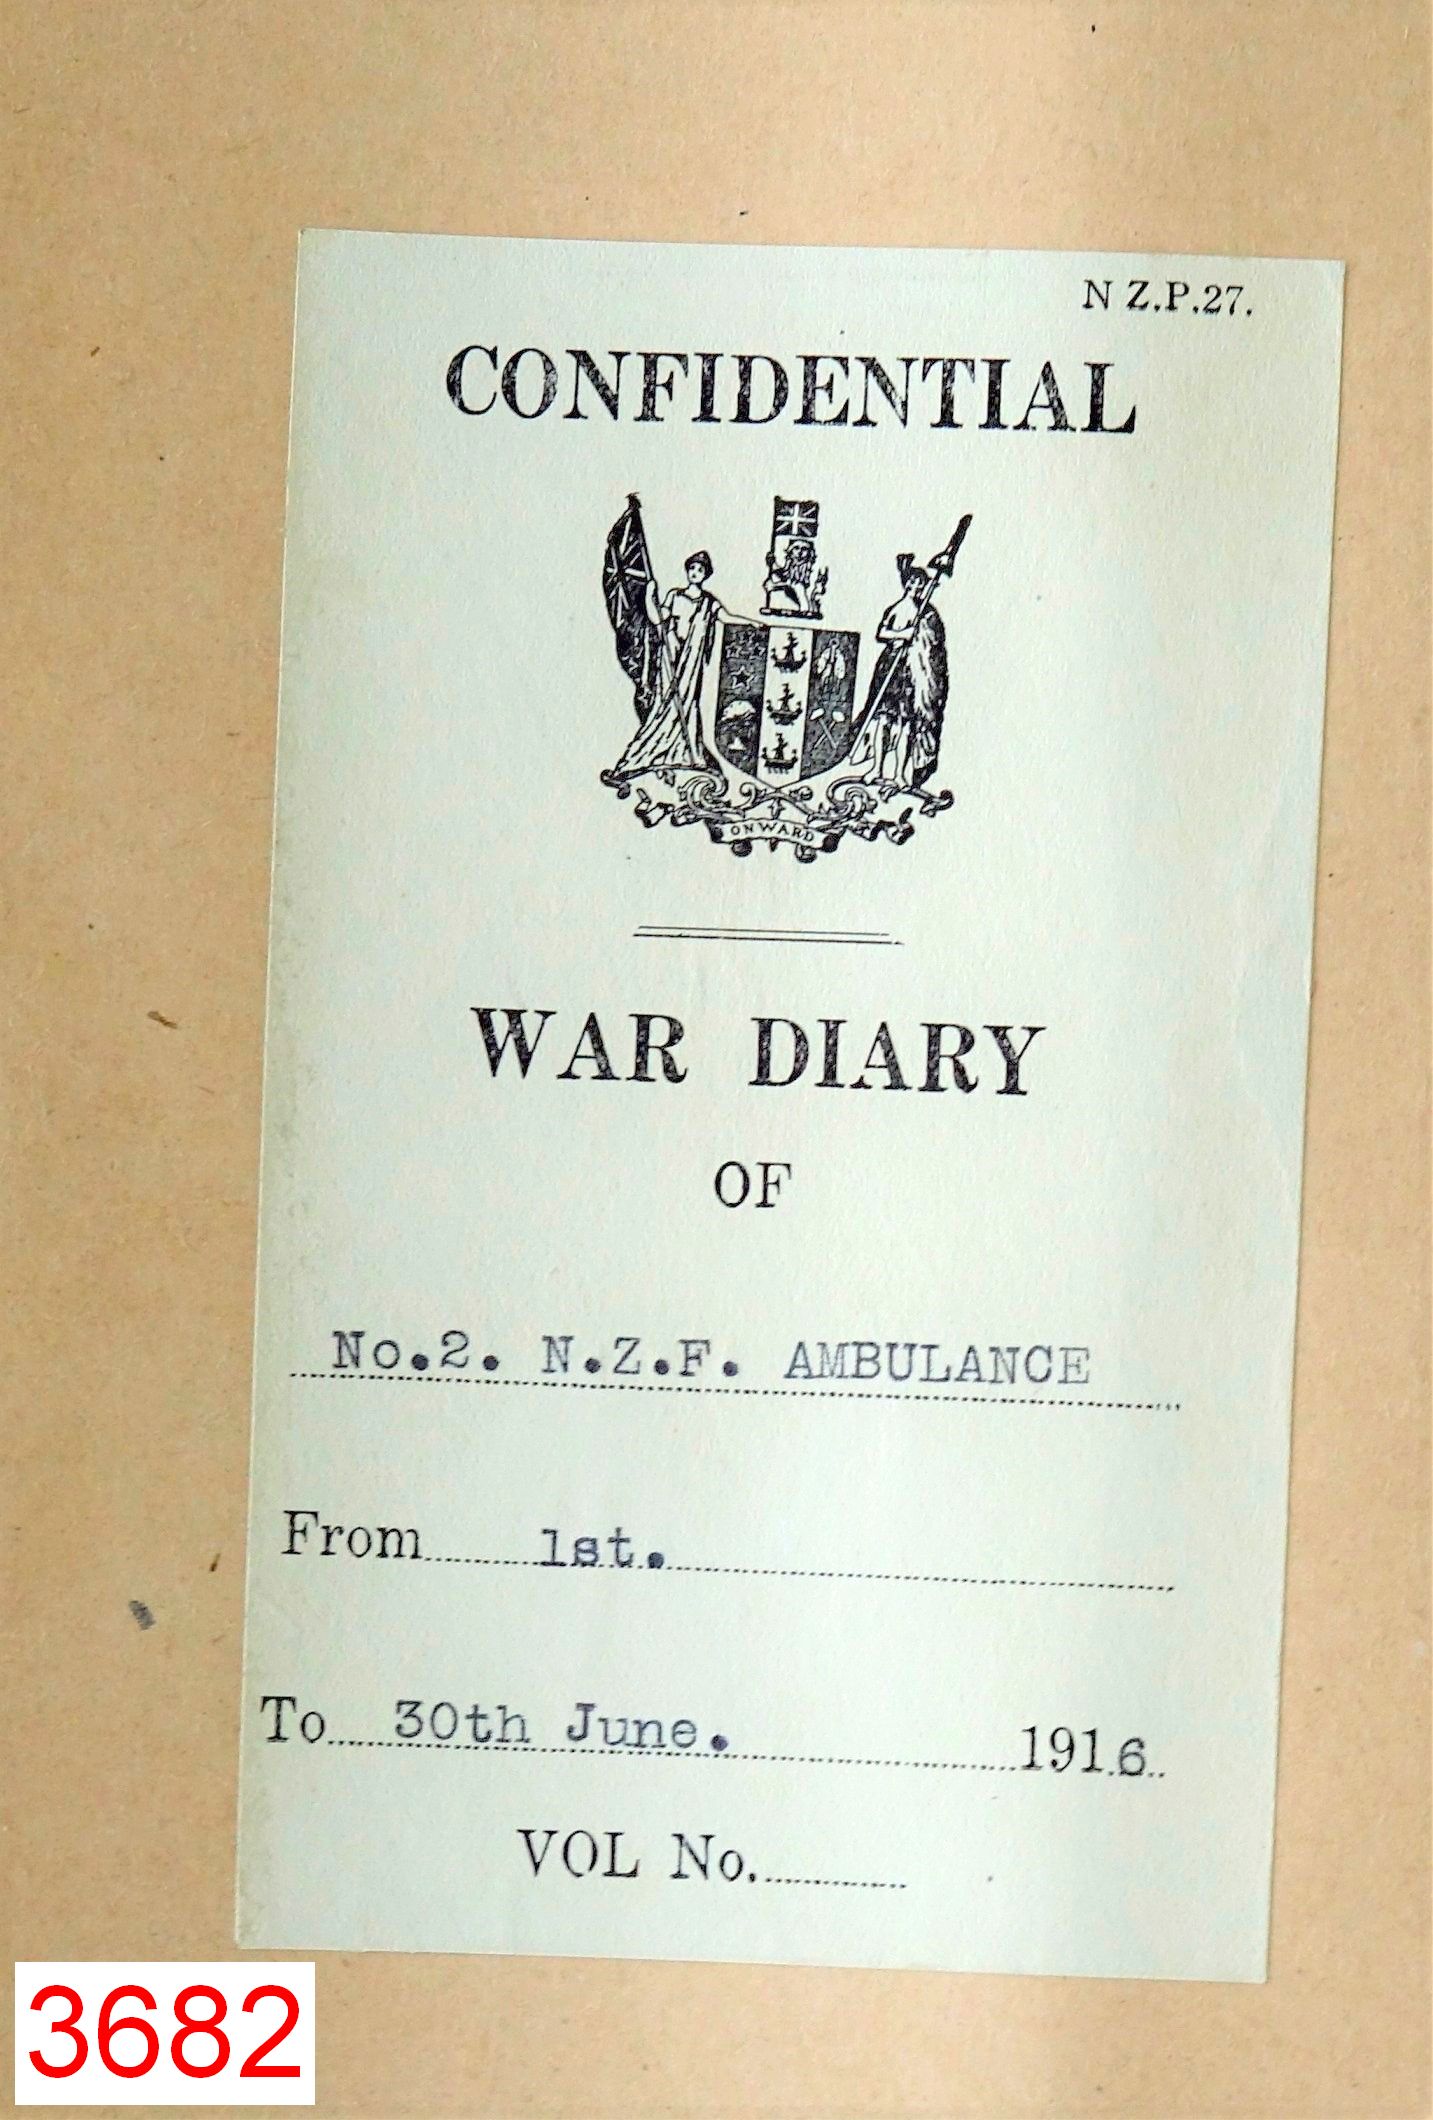 N Z.P.27.
CONFIDENTIAL
ONWARD
WAR DIARY
OF
No.2. N.Z.F. AMBULANCE
From 1st.
To 30th June. 1916
VOL No.
3682